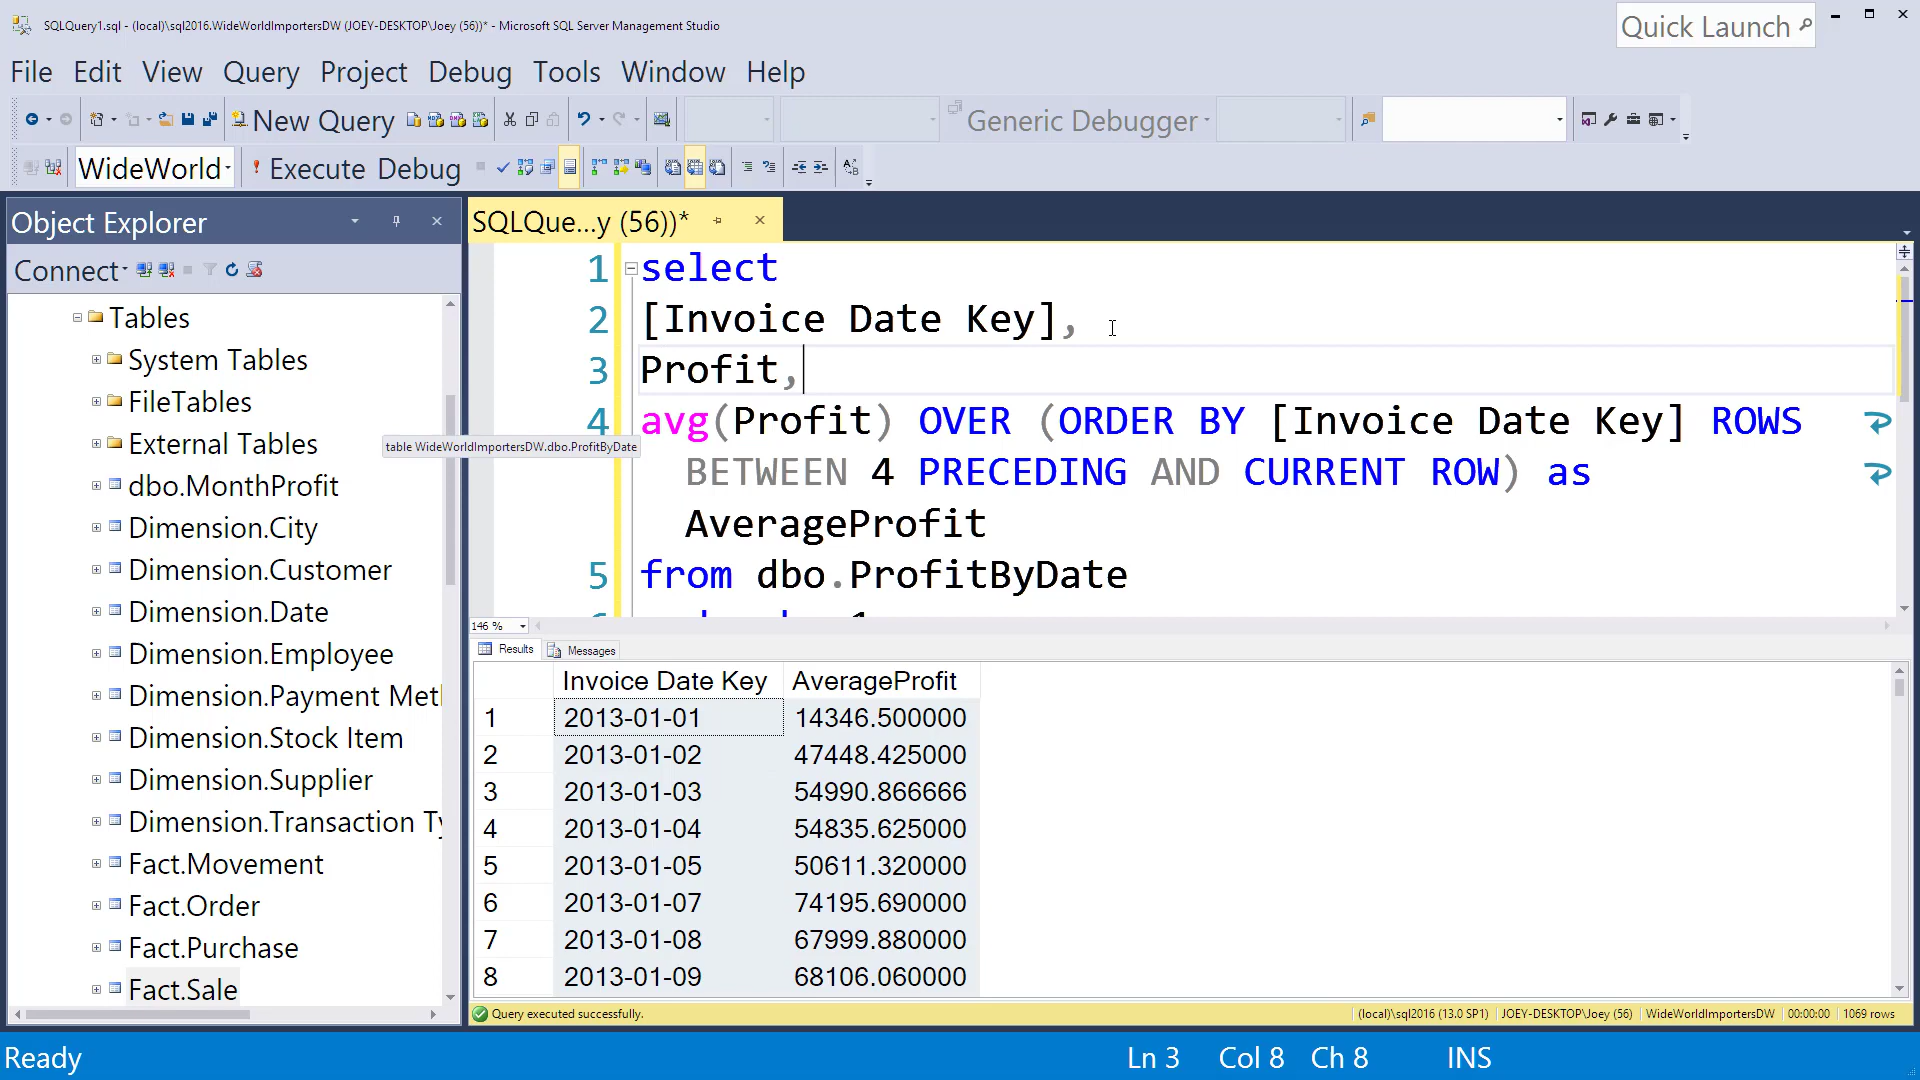 SQLQuery1.sql - (local)\sql2016.WideWorldImportersDW (JOEY-DESKTOP\Joey (56))* - Microsoft SQL Server Management Studio
Quick Launch
File Edit View Query Project Debug Tools Window Help
New Query
Generic Debugger
WideWorld
Execute Debug
Object Explorer
Connect
Tables
System Tables
FileTables
External Tables
dbo.MonthProfit
Dimension.City
Dimension.Customer
Dimension.Date
Dimension.Employee
Dimension.Payment Met
Dimension.Stock Item
Dimension.Supplier
Dimension.Transaction Ty
Fact.Movement
Fact.Order
Fact.Purchase
Fact.Sale
table WideWorldImportersDW.dbo.ProfitByDate
SQLQue...y (56))*
1 select
2 [Invoice Date Key],
3 Profit,
4 avg(Profit) OVER (ORDER BY [Invoice Date Key] ROWS
BETWEEN 4 PRECEDING AND CURRENT ROW) as
AverageProfit
5 from dbo.ProfitByDate
146 %
Results Messages
Invoice Date Key AverageProfit
1 2013-01-01 14346.500000
2 2013-01-02 47448.425000
3 2013-01-03 54990.866666
4 2013-01-04 54835.625000
5 2013-01-05 50611.320000
6 2013-01-07 74195.690000
7 2013-01-08 67999.880000
8 2013-01-09 68106.060000
Query executed successfully.
(local)\sql2016 (13.0 SP1) JOEY-DESKTOP\Joey (56) WideWorldImportersDW 00:00:00 1069 rows
Ready
Ln 3 Col 8 Ch 8 INS